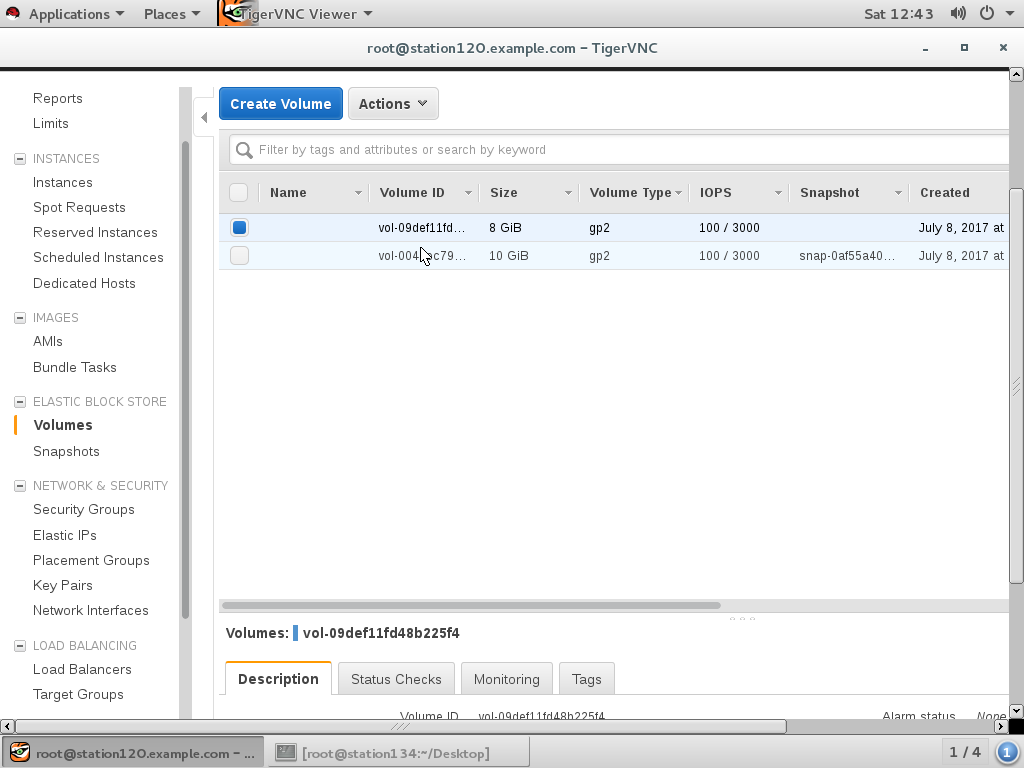 Applications Places TigerVNC Viewer Sat 12:43
root@station120.example.com − TigerVNC
Reports
Limits
INSTANCES
Instances
Spot Requests
Reserved Instances
Scheduled Instances
Dedicated Hosts
IMAGES
AMIs
Bundle Tasks
ELASTIC BLOCK STORE
Volumes
Snapshots
NETWORK & SECURITY
Security Groups
Elastic IPs
Placement Groups
Key Pairs
Network Interfaces
LOAD BALANCING
Load Balancers
Target Groups
Create Volume Actions
Filter by tags and attributes or search by keyword
Name Volume ID Size Volume Type IOPS Snapshot Created
vol-09def11fd... 8 GiB gp2 100 / 3000 July 8, 2017 at
10 GiB gp2 100 / 3000 snap-0af55a40... July 8, 2017 at
Volumes: vol-09def11fd48b225f4
Description Status Checks Monitoring Tags
Volume ID vol-09def11fd48b225f4 Alarm status None
root@station120.example.com − ... [root@station134:~/Desktop] 1 / 4 1